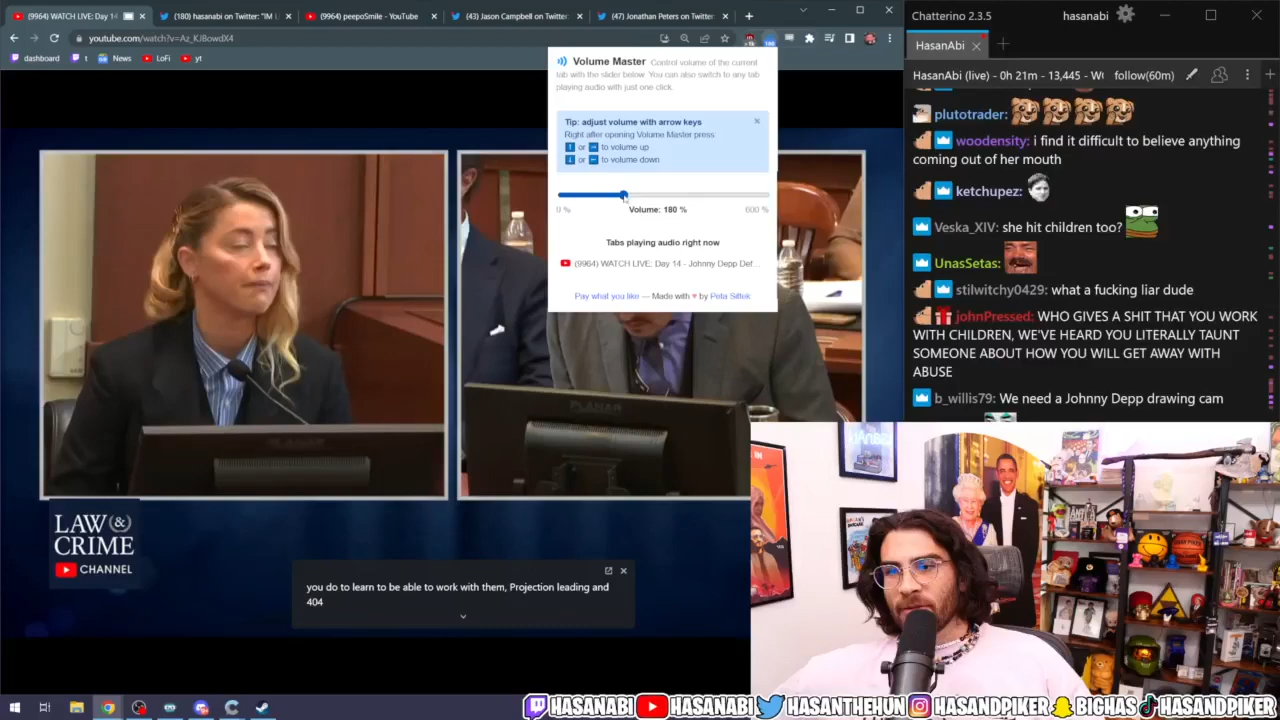 (9964) WATCH LIVE: Day 14
(180) hasanabi on Twitter: "IM L
(9964) peepoSmile - YouTube
(43) Jason Campbell on Twitter:
(47) Jonathan Peters on Twitter:
youtube.com/watch?v=Az_KJBowdX4
180
dashboard
t
News
LoFi
yt
Volume Master Control volume of the current
tab with the slider below. You can also switch to any tab
playing audio with just one click.
Tip: adjust volume with arrow keys
Right after opening Volume Master press:
↑ or → to volume up
↓ or ← to volume down
0 %
Volume: 180 %
600 %
Tabs playing audio right now
(9964) WATCH LIVE: Day 14 - Johnny Depp Def...
Pay what you like — Made with ♥ by Peta Sittek
PLANAR
LAW &
CRIME
CHANNEL
you do to learn to be able to work with them, Projection leading and
404
Chatterino 2.3.5
hasanabi
HasanAbi
HasanAbi (live) - 0h 21m - 13,445 - W
follow(60m)
plutotrader:
woodensity: i find it difficult to believe anything
coming out of her mouth
ketchupez:
Veska_XIV: she hit children too?
UnasSetas:
stilwitchy0429: what a fucking liar dude
johnPressed: WHO GIVES A SHIT THAT YOU WORK
WITH CHILDREN, WE'VE HEARD YOU LITERALLY TAUNT
SOMEONE ABOUT HOW YOU WILL GET AWAY WITH
ABUSE
b_willis79: We need a Johnny Depp drawing cam
HASANABI
HASANABI
HASANTHEHUN
HASANDPIKER
BIGHAS
HASANDPIKER